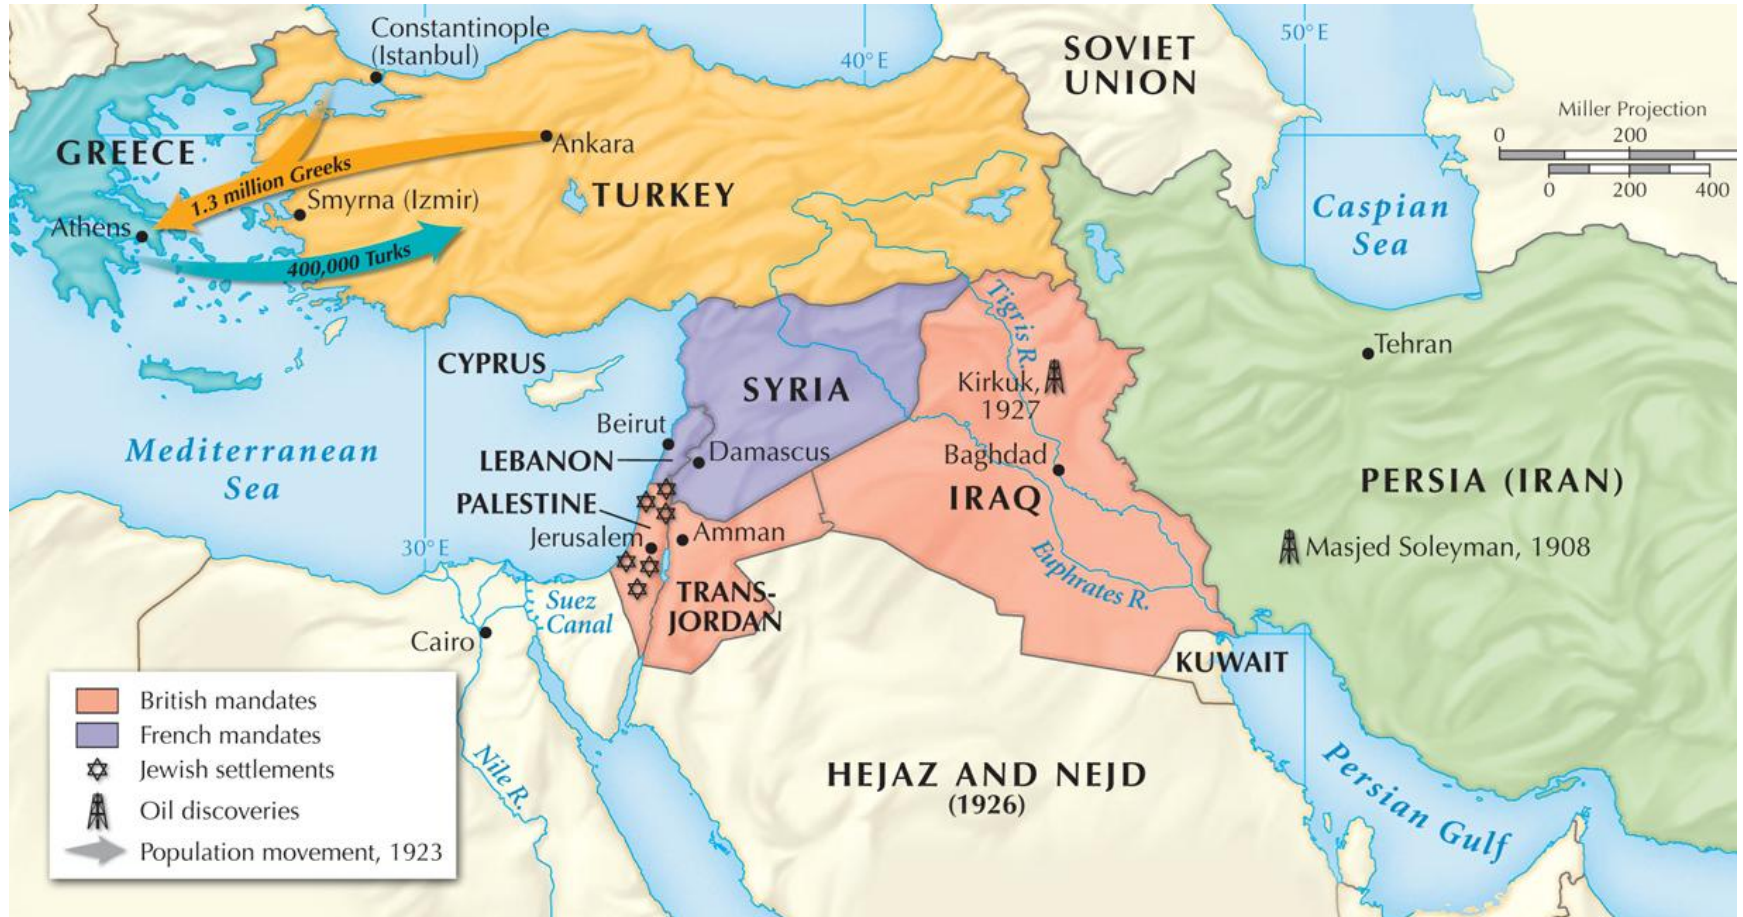 Constantinople
(Istanbul)
40° E
SOVIET
UNION
50° E
Miller Projection
0 200
0 200 400
GREECE
Ankara
1.3 million Greeks
TURKEY
Smyrna (Izmir)
Athens
400,000 Turks
Caspian
Sea
Tigris R.
Tehran
CYPRUS
SYRIA
Kirkuk,
1927
Beirut
Mediterranean
Sea
LEBANON
Damascus
Baghdad
PERSIA (IRAN)
PALESTINE
IRAQ
Jerusalem
Amman
30° E
Masjed Soleyman, 1908
Euphrates R.
Suez
Canal
TRANS-
JORDAN
Cairo
KUWAIT
British mandates
French mandates
Jewish settlements
Oil discoveries
Population movement, 1923
Nile R.
HEJAZ AND NEJD
(1926)
Persian Gulf